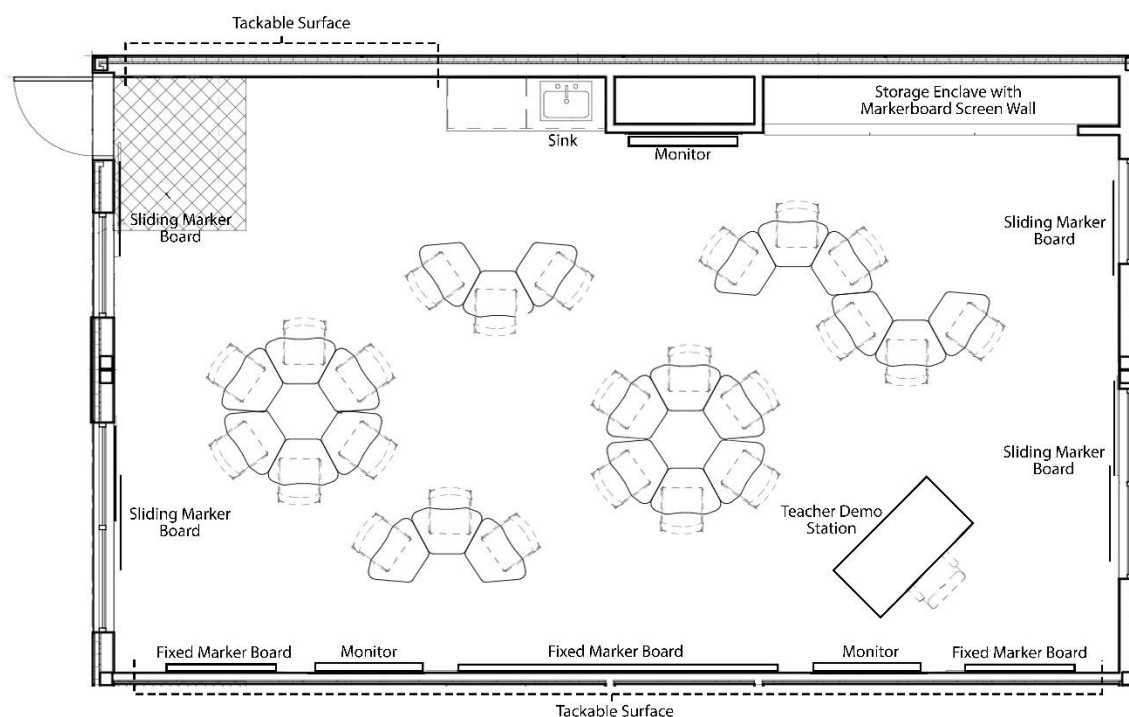 Tackable Surface
Storage Enclave with
Markerboard Screen Wall
Sink
Monitor
Sliding Marker
Board
Sliding Marker
Board
Sliding Marker
Board
Teacher Demo
Station
Sliding Marker
Board
Fixed Marker Board
Monitor
Fixed Marker Board
Monitor
Fixed Marker Board
Tackable Surface